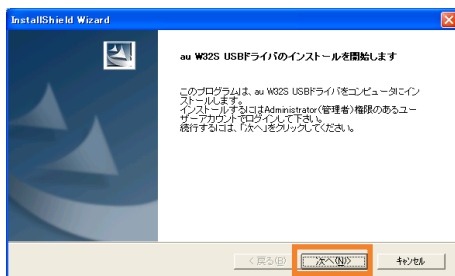 InstallShield Wizard
au W32S USBドライバのインストールを開始します
このプログラムは、au W32S USBドライバをコンピュータにイン
ストールします。
インストールするにはAdministrator(管理者)権限のあるユー
ザーアカウントでログインして下さい。
続行するには、「次へ」をクリックしてください。
< 戻る(B)
次へ(N) >
キャンセル